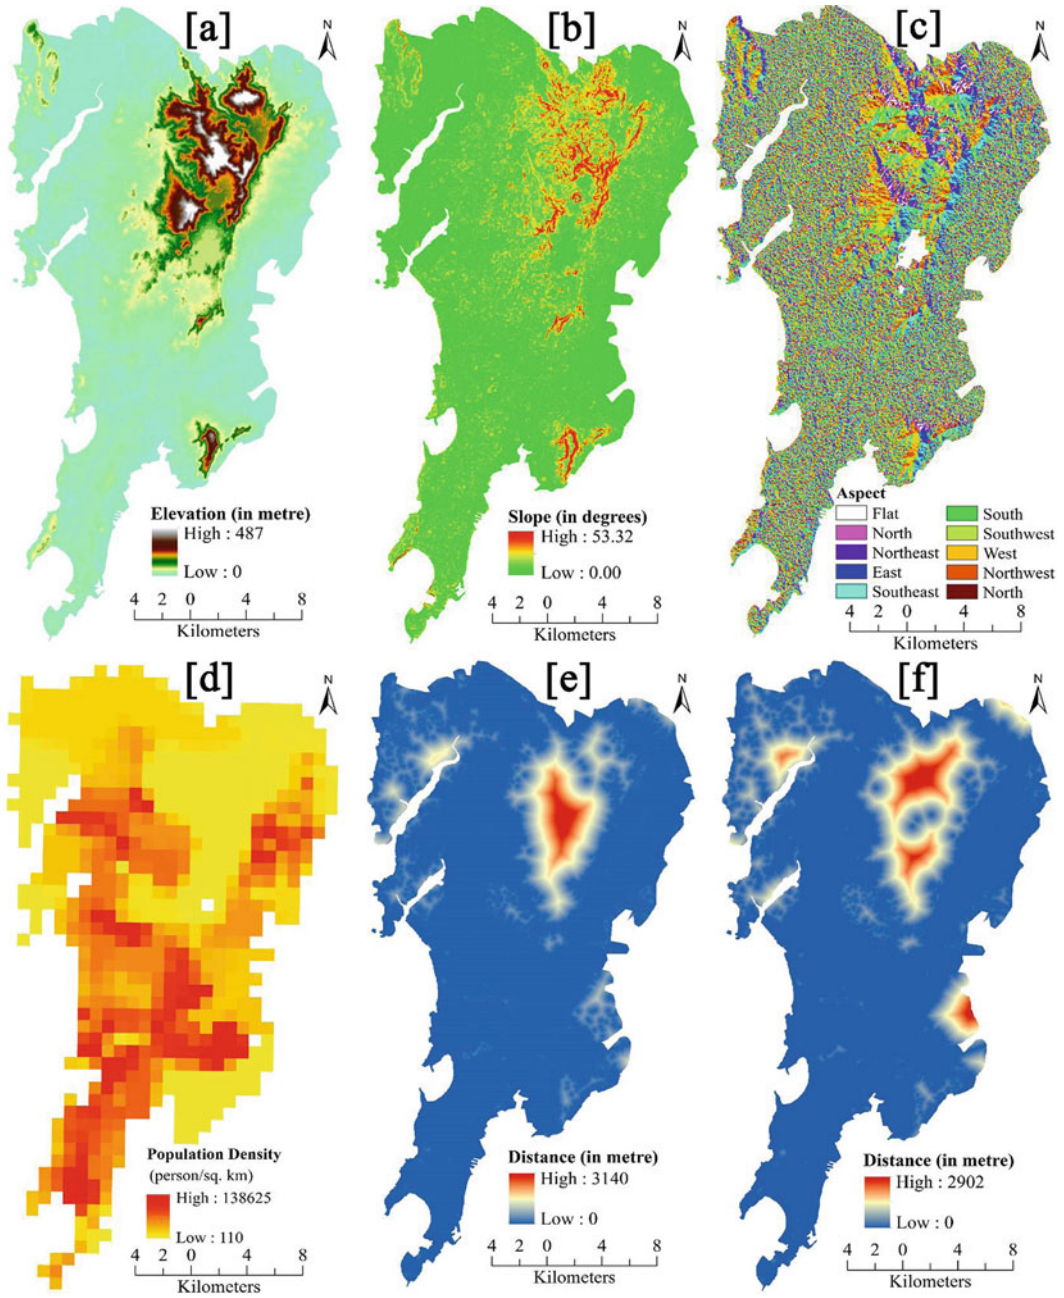 [a]
N
Elevation (in metre)
High : 487
Low : 0
4 2 0 4 8
Kilometers
[b]
N
Slope (in degrees)
High : 53.32
Low : 0.00
4 2 0 4 8
Kilometers
[c]
N
Aspect
Flat
North
Northeast
East
Southeast
South
Southwest
West
Northwest
North
4 2 0 4 8
Kilometers
[d]
N
Population Density
(person/sq. km)
High : 138625
Low : 110
4 2 0 4 8
Kilometers
[e]
N
Distance (in metre)
High : 3140
Low : 0
4 2 0 4 8
Kilometers
[f]
N
Distance (in metre)
High : 2902
Low : 0
4 2 0 4 8
Kilometers